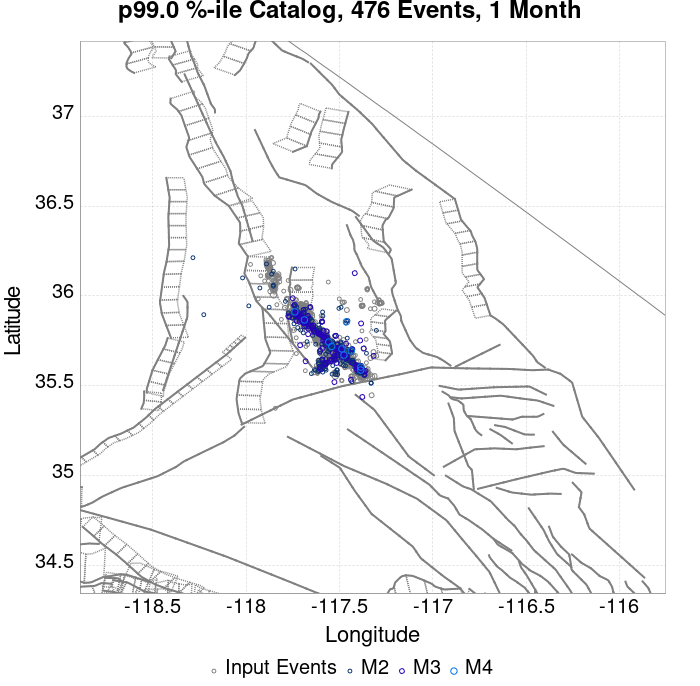 p99.0 %-ile Catalog, 476 Events, 1 Month
37
36.5
36
35.5
35
34.5
Latitude
-118.5 -118 -117.5 -117 -116.5 -116
Longitude
Input Events M2 M3 M4